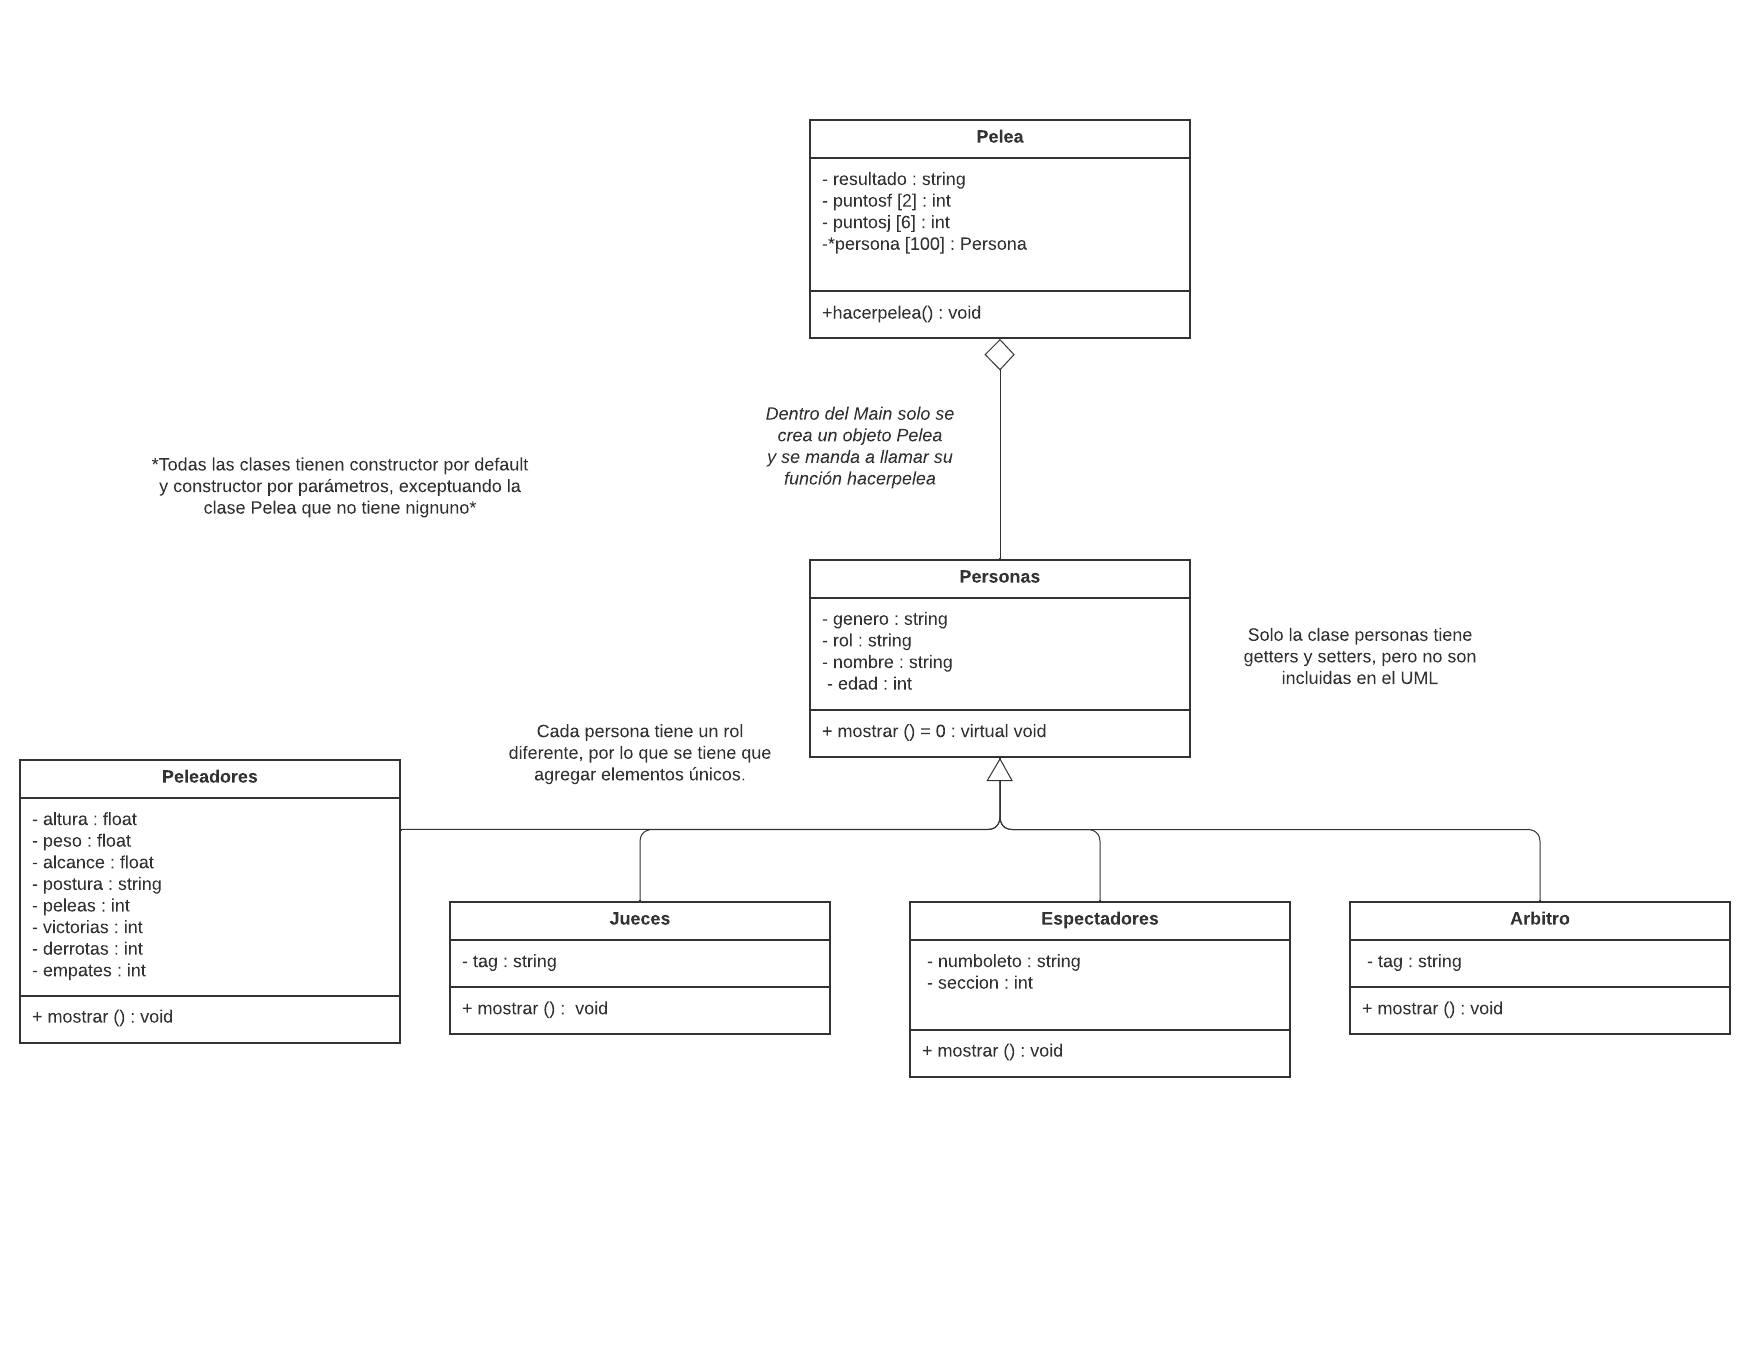 Pelea
- resultado : string
- puntosf [2] : int
- puntosj [6] : int
-*persona [100] : Persona
+hacerpelea() : void
Dentro del Main solo se
crea un objeto Pelea
y se manda a llamar su
función hacerpelea
*Todas las clases tienen constructor por default
y constructor por parámetros, exceptuando la
clase Pelea que no tiene nignuno*
Personas
- genero : string
- rol : string
- nombre : string
- edad : int
+ mostrar () = 0 : virtual void
Solo la clase personas tiene
getters y setters, pero no son
incluidas en el UML
Cada persona tiene un rol
diferente, por lo que se tiene que
agregar elementos únicos.
Peleadores
- altura : float
- peso : float
- alcance : float
- postura : string
- peleas : int
- victorias : int
- derrotas : int
- empates : int
+ mostrar () : void
Jueces
- tag : string
+ mostrar () :  void
Espectadores
- numboleto : string
- seccion : int
+ mostrar () : void
Arbitro
- tag : string
+ mostrar () : void